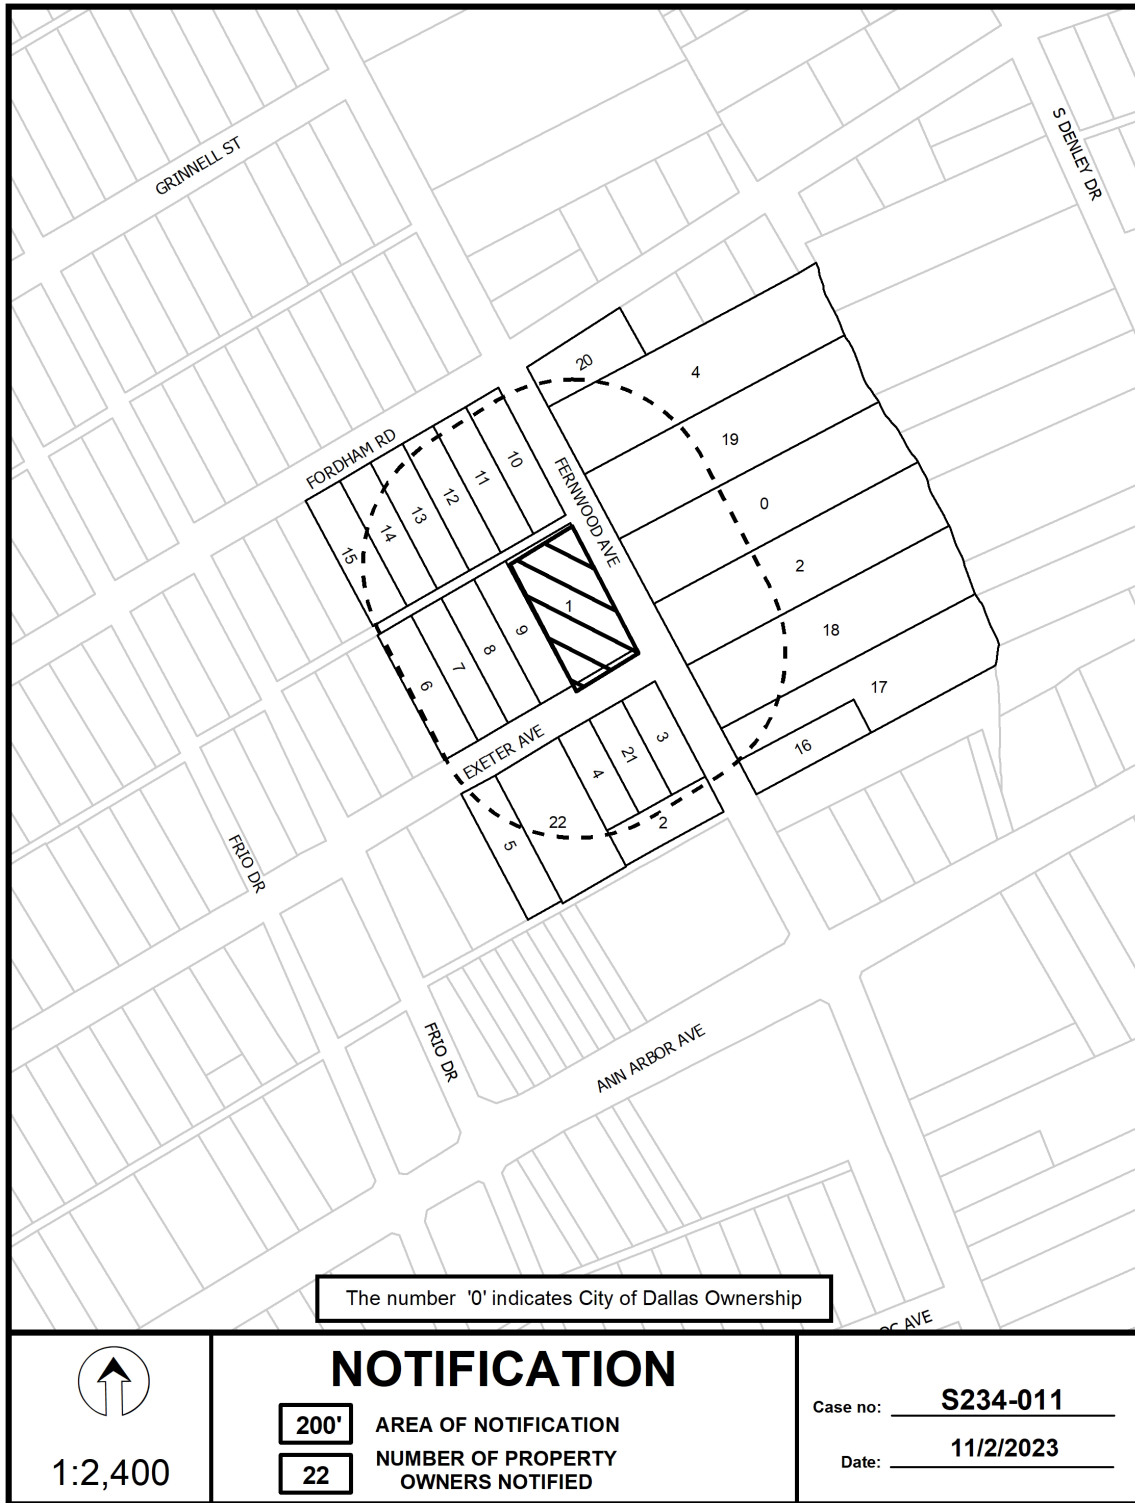 GRINNELL ST
S DENLEY DR
20
4
FORDHAM RD
19
10
11
12
13
14
15
FERNWOOD AVE
0
2
1
18
9
8
7
6
17
EXETER AVE
3
21
4
16
22
2
5
FRIO DR
FRIO DR
ANN ARBOR AVE
The number '0' indicates City of Dallas Ownership
AVE
1:2,400
NOTIFICATION
200' AREA OF NOTIFICATION
22 NUMBER OF PROPERTY
OWNERS NOTIFIED
Case no: S234-011
Date: 11/2/2023